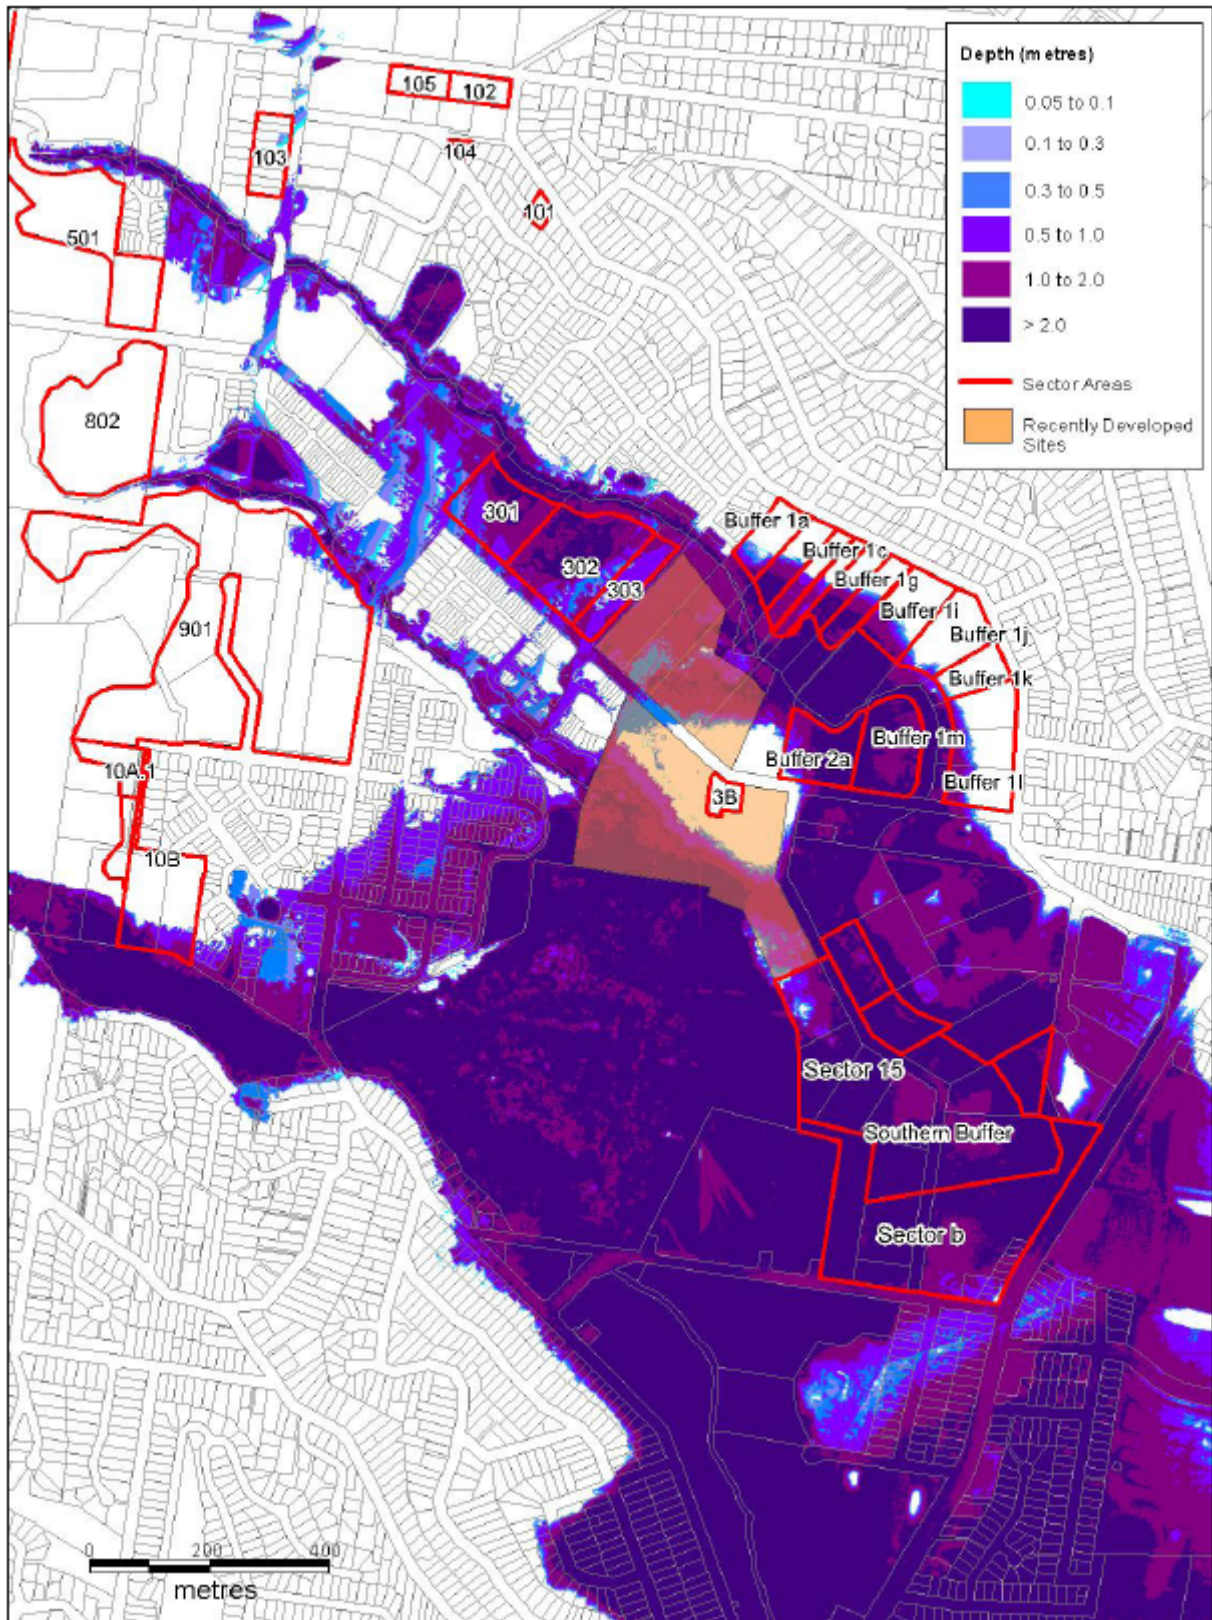 Depth (metres)
0.05 to 0.1
0.1 to 0.3
0.3 to 0.5
0.5 to 1.0
1.0 to 2.0
> 2.0
Sector Areas
Recently Developed
Sites
105
102
103
104
101
501
802
301
302
303
Buffer 1a
Buffer 1c
Buffer 1g
Buffer 1i
Buffer 1j
Buffer 1k
Buffer 1m
Buffer 2a
Buffer 1l
3B
901
10A.1
10B
Sector 15
Southern Buffer
Sector b
0 200 400
metres